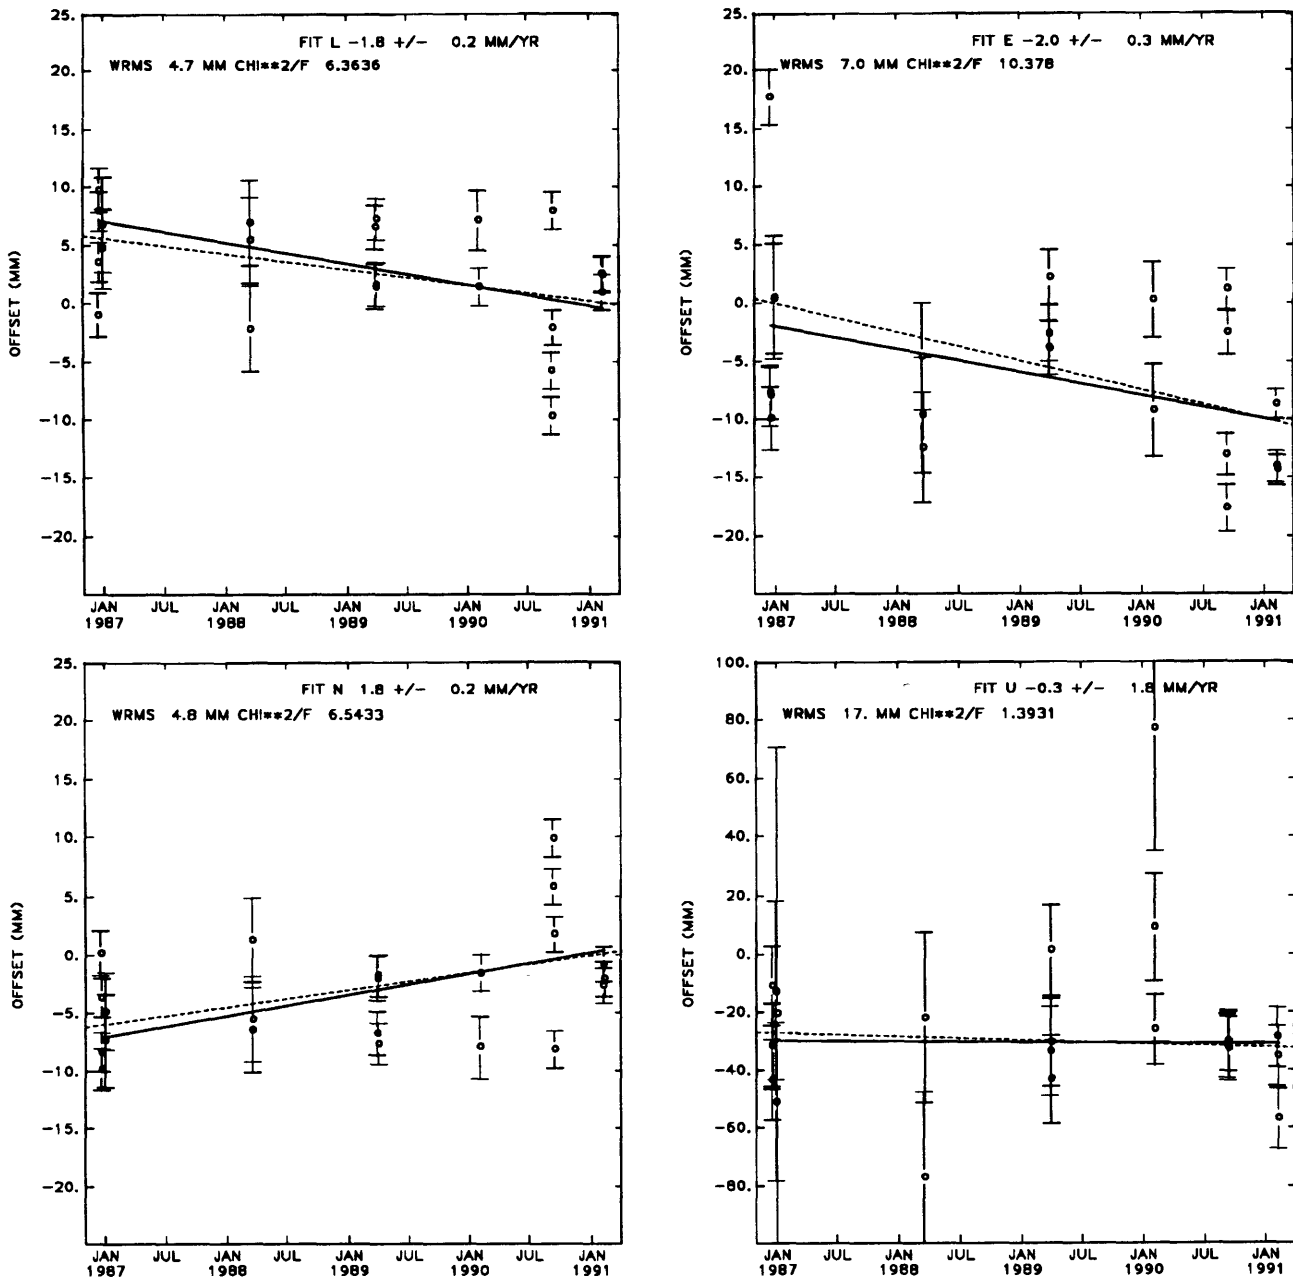 FIT L -1.8 +/- 0.2 MM/YR
WRMS 4.7 MM CHI**2/F 6.3636
OFFSET (MM)
25.
20.
15.
10.
5.
0.
-5.
-10.
-15.
-20.
JAN JUL JAN JUL JAN JUL JAN JUL JAN
1987 1988 1989 1990 1991
FIT E -2.0 +/- 0.3 MM/YR
WRMS 7.0 MM CHI**2/F 10.378
OFFSET (MM)
25.
20.
15.
10.
5.
0.
-5.
-10.
-15.
-20.
JAN JUL JAN JUL JAN JUL JAN JUL JAN
1987 1988 1989 1990 1991
FIT N 1.8 +/- 0.2 MM/YR
WRMS 4.8 MM CHI**2/F 6.5433
OFFSET (MM)
25.
20.
15.
10.
5.
0.
-5.
-10.
-15.
-20.
JAN JUL JAN JUL JAN JUL JAN JUL JAN
1987 1988 1989 1990 1991
FIT U -0.3 +/- 1.8 MM/YR
WRMS 17. MM CHI**2/F 1.3931
OFFSET (MM)
100.
80.
60.
40.
20.
0.
-20.
-40.
-60.
-80.
JAN JUL JAN JUL JAN JUL JAN JUL JAN
1987 1988 1989 1990 1991